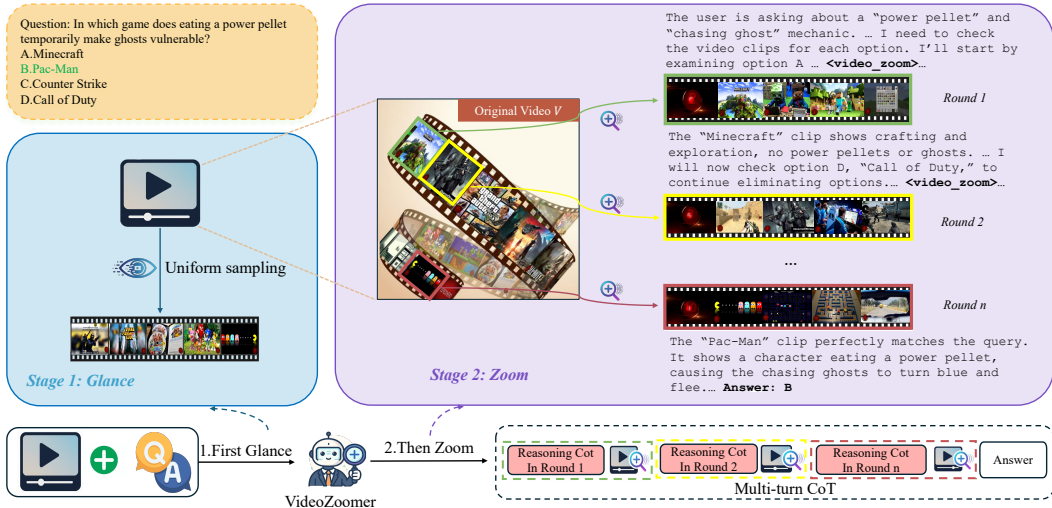 Question: In which game does eating a power pellet
temporarily make ghosts vulnerable?
A.Minecraft
B.Pac-Man
C.Counter Strike
D.Call of Duty
Uniform sampling
Stage 1: Glance
Original Video V
Stage 2: Zoom
The user is asking about a “power pellet” and
“chasing ghost” mechanic. … I need to check
the video clips for each option. I’ll start by
examining option A … <video_zoom>…
Round 1
The “Minecraft” clip shows crafting and
exploration, no power pellets or ghosts. … I
will now check option D, “Call of Duty,” to
continue eliminating options.… <video_zoom>…
Round 2
…
Round n
The “Pac-Man” clip perfectly matches the query.
It shows a character eating a power pellet,
causing the chasing ghosts to turn blue and
flee.… Answer: B
Q
A
1.First Glance
VideoZoomer
2.Then Zoom
Reasoning Cot
In Round 1
Reasoning Cot
In Round 2
Reasoning Cot
In Round n
Answer
Multi-turn CoT